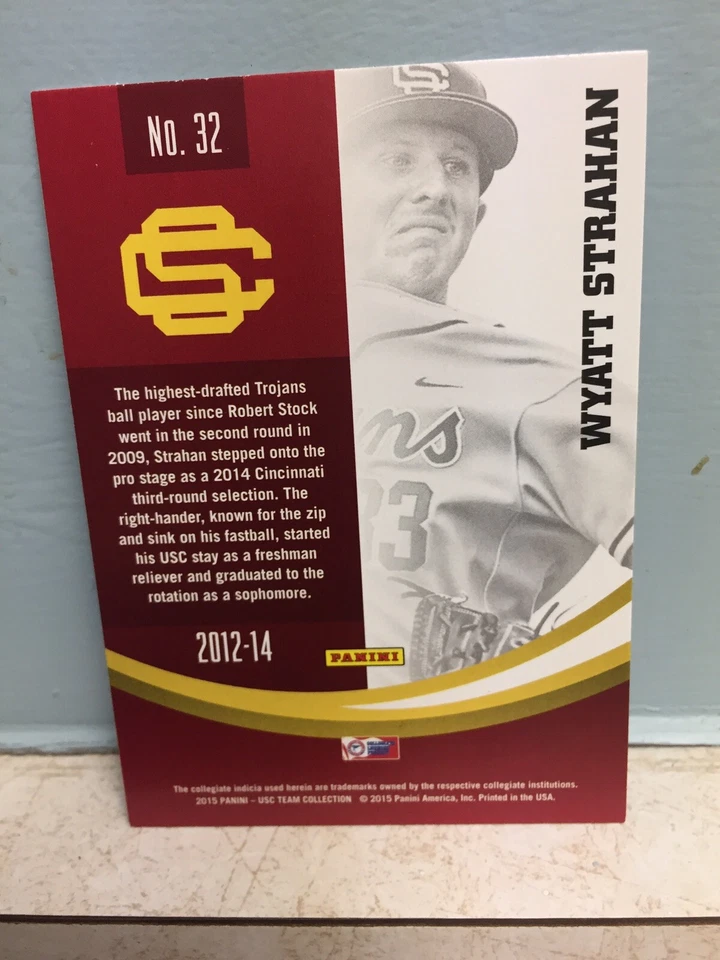 No. 32
SC
SC
WYATT STRAHAN
The highest-drafted Trojans
ball player since Robert Stock
went in the second round in
2009, Strahan stepped onto the
pro stage as a 2014 Cincinnati
third-round selection. The
right-hander, known for the zip
and sink on his fastball, started
his USC stay as a freshman
reliever and graduated to the
rotation as a sophomore.
ns
33
2012-14
PANINI
The collegiate indicia used herein are trademarks owned by the respective collegiate institutions.
2015 PANINI – USC TEAM COLLECTION © 2015 Panini America, Inc. Printed in the USA.